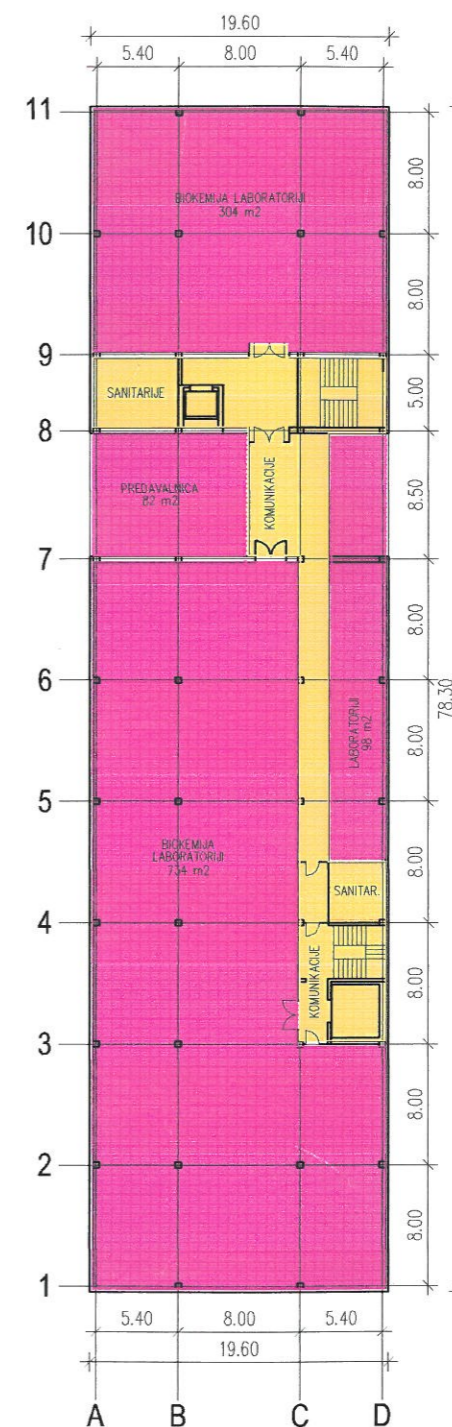 19.60
5.40 8.00 5.40
11
8.00
BIOKEMIJA LABORATORIJI
304 m2
10
8.00
9
SANITARIJE
5.00
8
PREDAVALNICA
82 m2
KOMUNIKACIJE
8.50
7
8.00
78.30
6
LABORATORIJI
98 m2
8.00
5
BIOKEMIJA
LABORATORIJI
734 m2
8.00
SANITAR.
4
KOMUNIKACIJE
8.00
3
8.00
2
8.00
1
5.40 8.00 5.40
19.60
A B C D